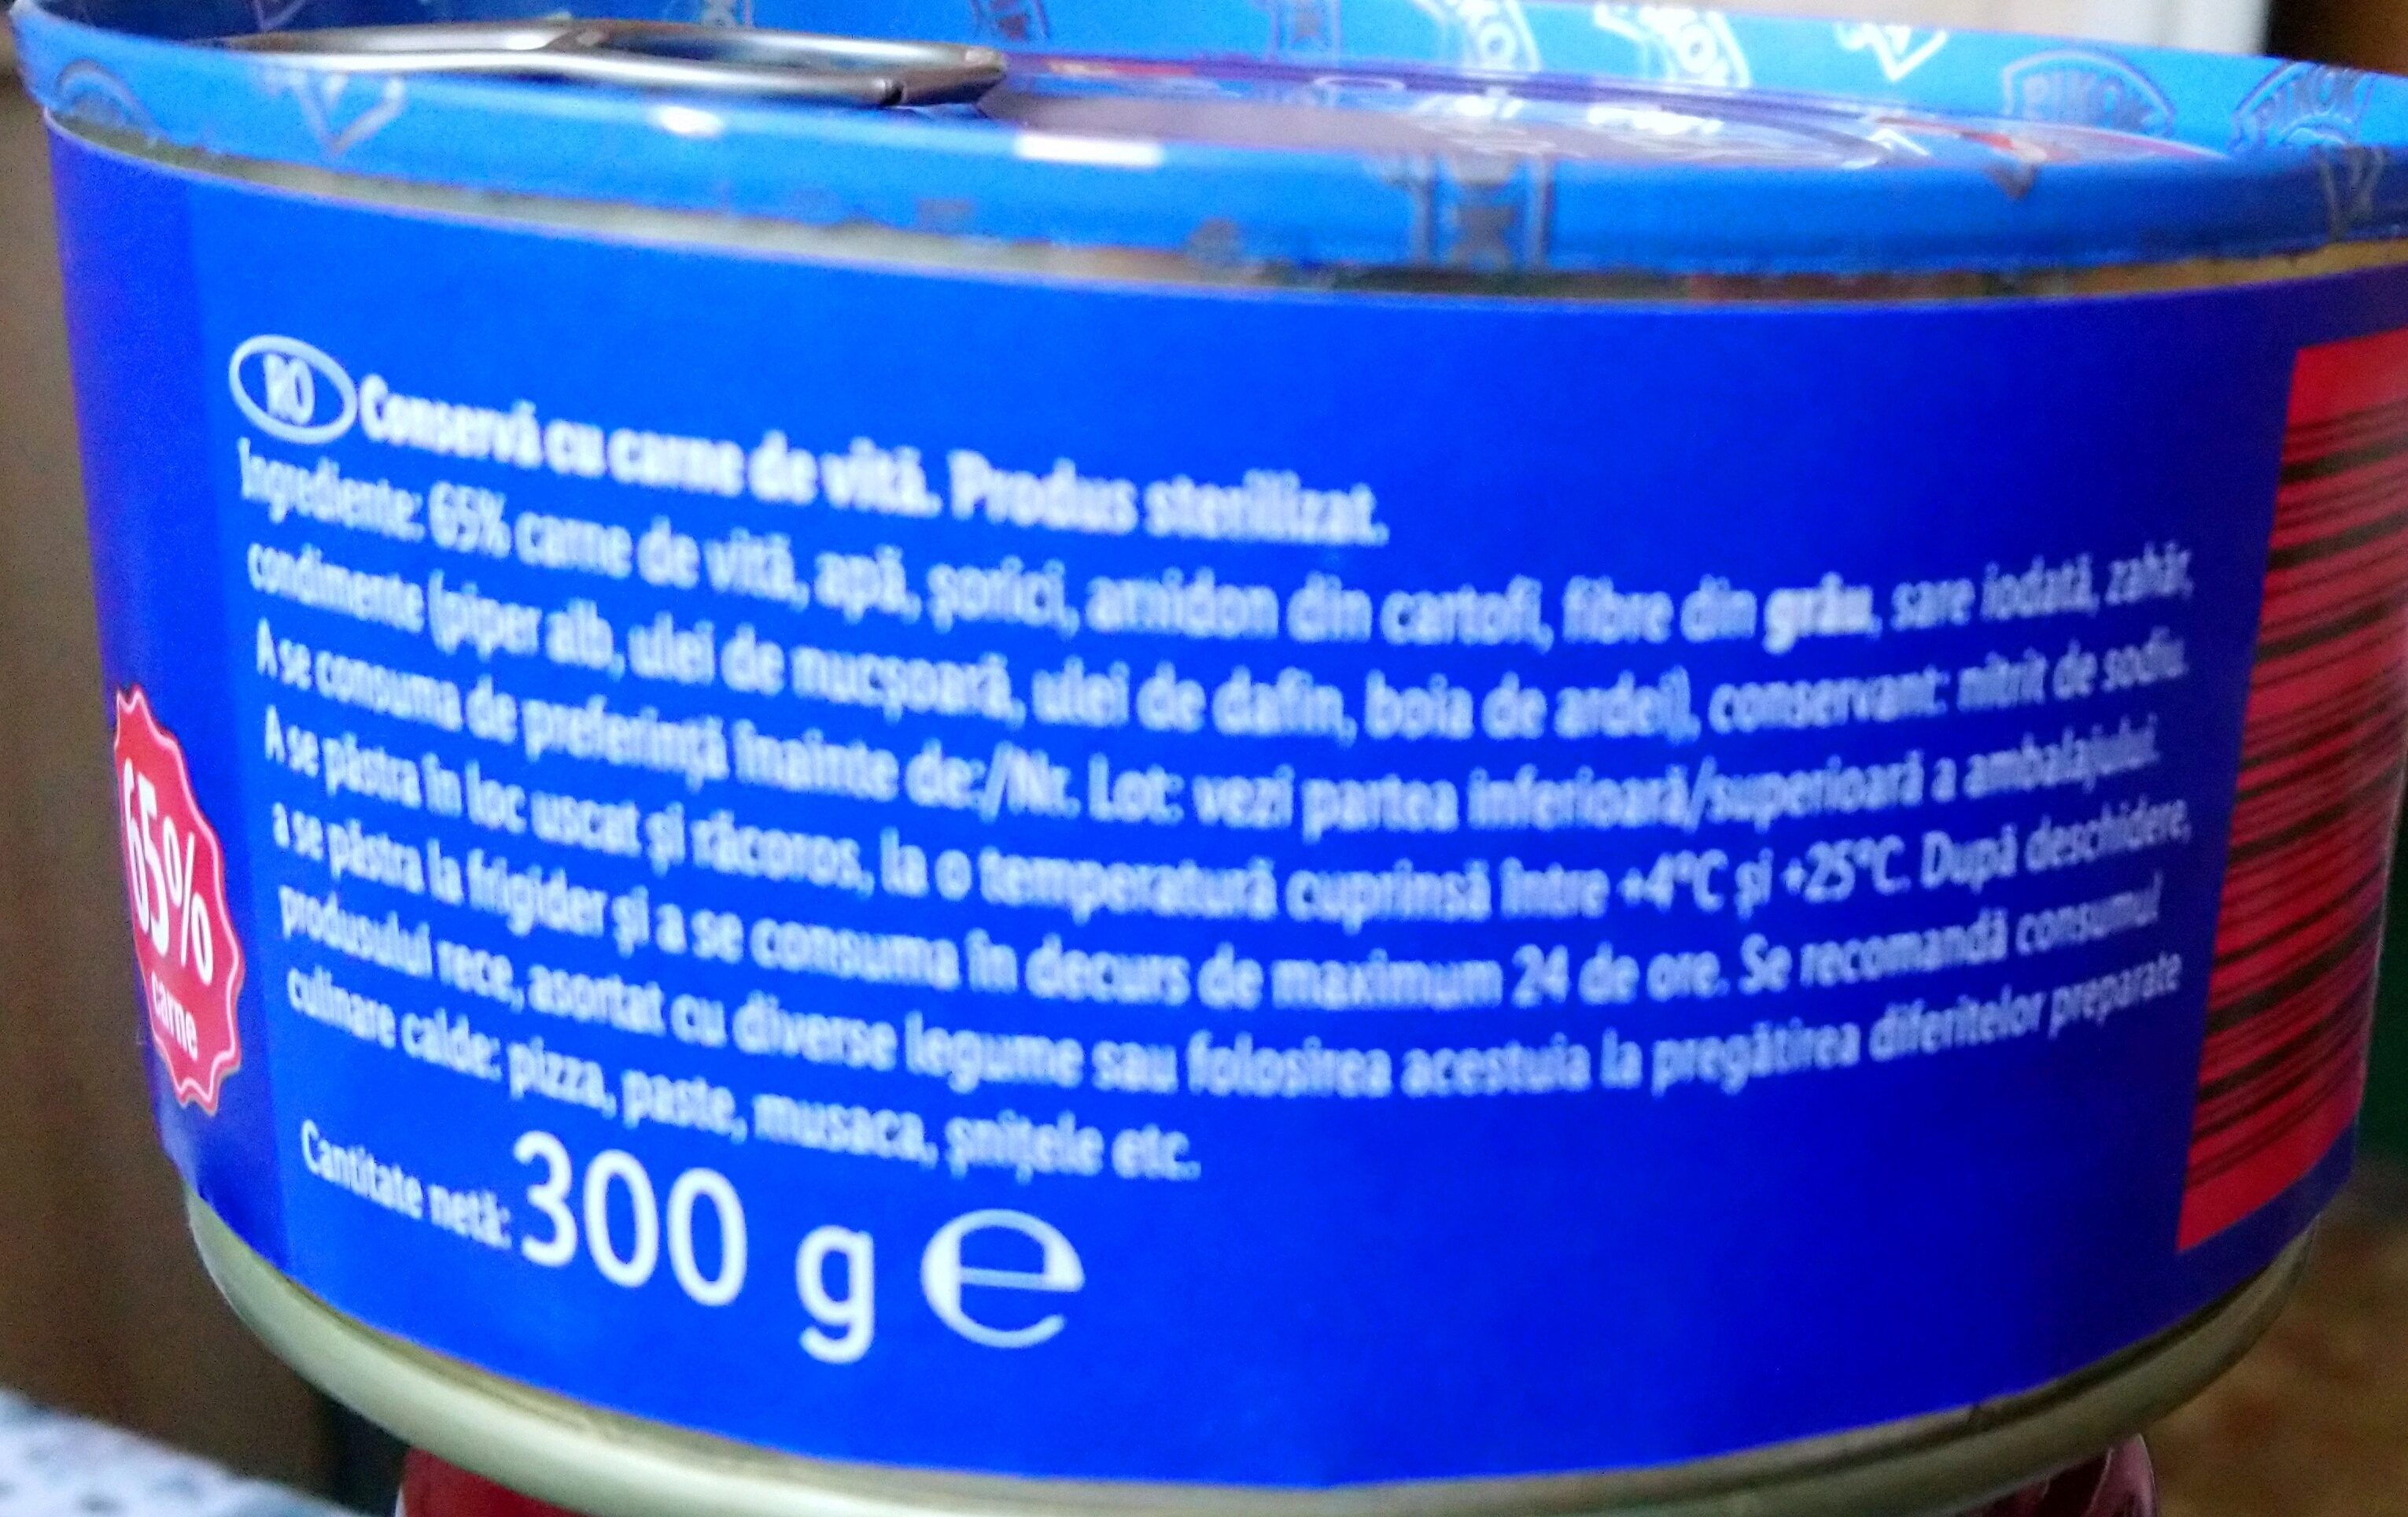 PIKOK
PIKOK
RO Conservă cu carne de vită. Produs sterilizat.
Ingrediente: 65% carne de vită, apă, șorici, amidon din cartofi, fibre din grâu, sare iodată, zahăr,
condimente (piper alb, ulei de nucșoară, ulei de dafin, boia de ardei), conservant: nitrit de sodiu.
A se consuma de preferință înainte de:/Nr. Lot: vezi partea inferioară/superioară a ambalajului.
A se păstra în loc uscat și răcoros, la o temperatură cuprinsă între +4°C și +25°C. După deschidere,
a se păstra la frigider și a se consuma în decurs de maximum 24 de ore. Se recomandă consumul
produsului rece, asortat cu diverse legume sau folosirea acestuia la pregătirea diferitelor preparate
culinare calde: pizza, paste, musaca, șnițele etc.
Cantitate netă: 300 g e
65%
carne